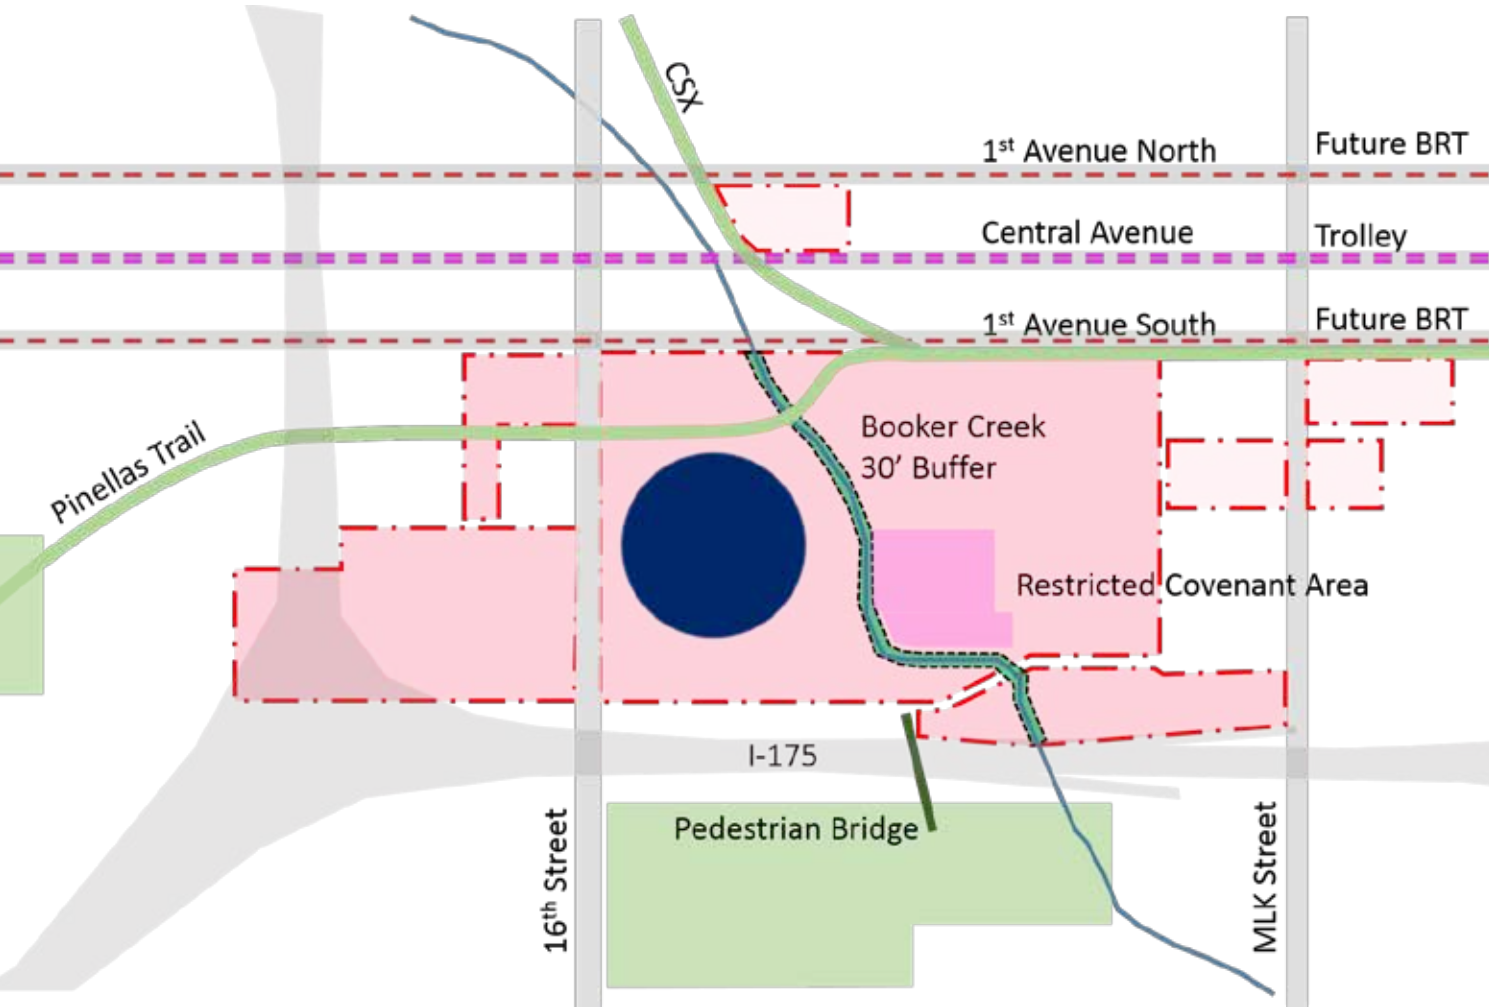 CSX
1st Avenue North
Future BRT
Central Avenue
Trolley
1st Avenue South
Future BRT
Pinellas Trail
Booker Creek
30’ Buffer
Restricted Covenant Area
I-175
Pedestrian Bridge
16th Street
MLK Street